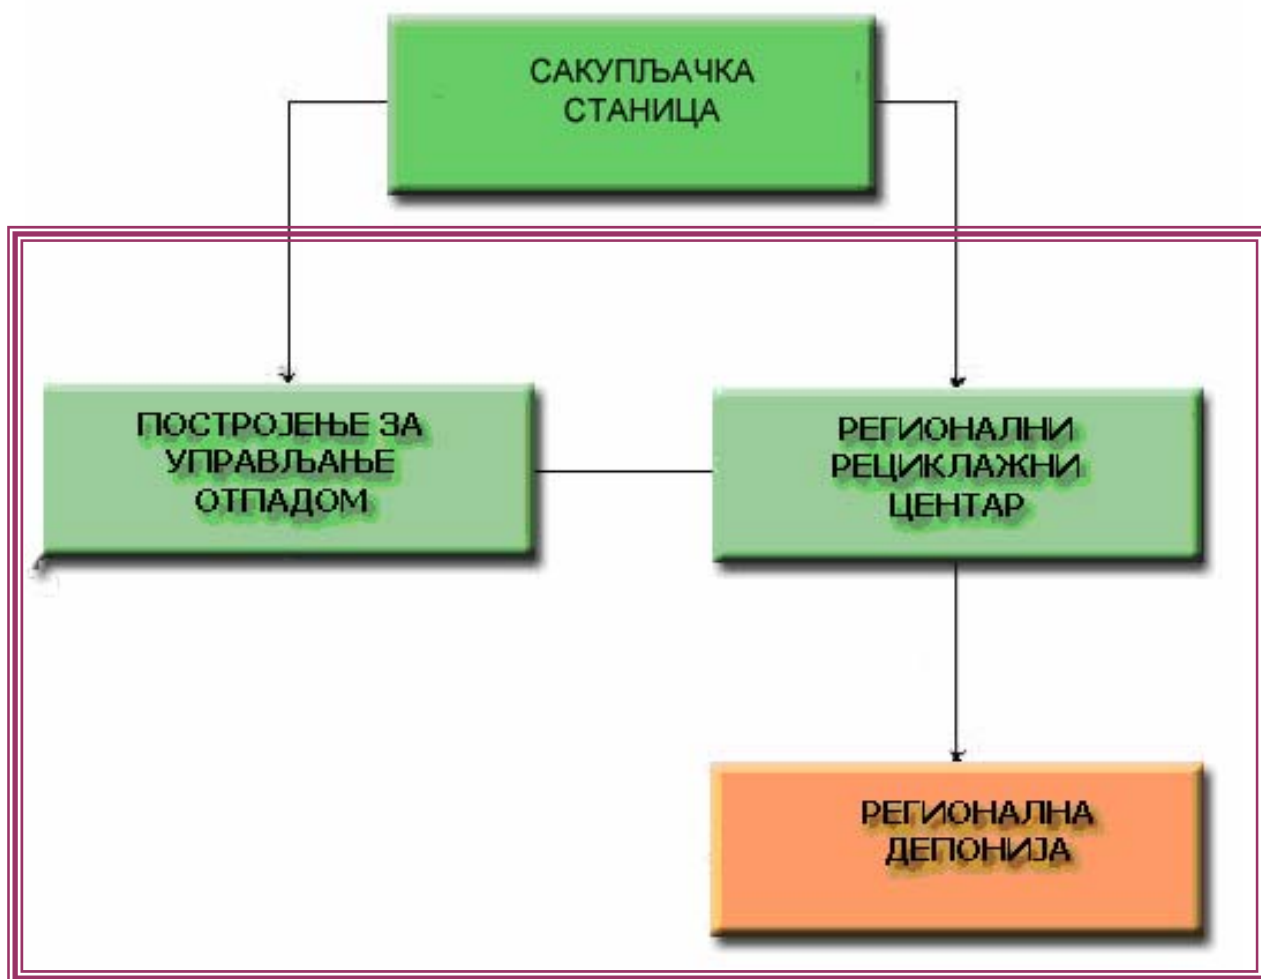 САКУПЉАЧКА
СТАНИЦА
ПОСТРОЈЕЊЕ ЗА
УПРАВЉАЊЕ
ОТПАДОМ
РЕГИОНАЛНИ
РЕЦИКЛАЖНИ
ЦЕНТАР
РЕГИОНАЛНА
ДЕПОНИЈА